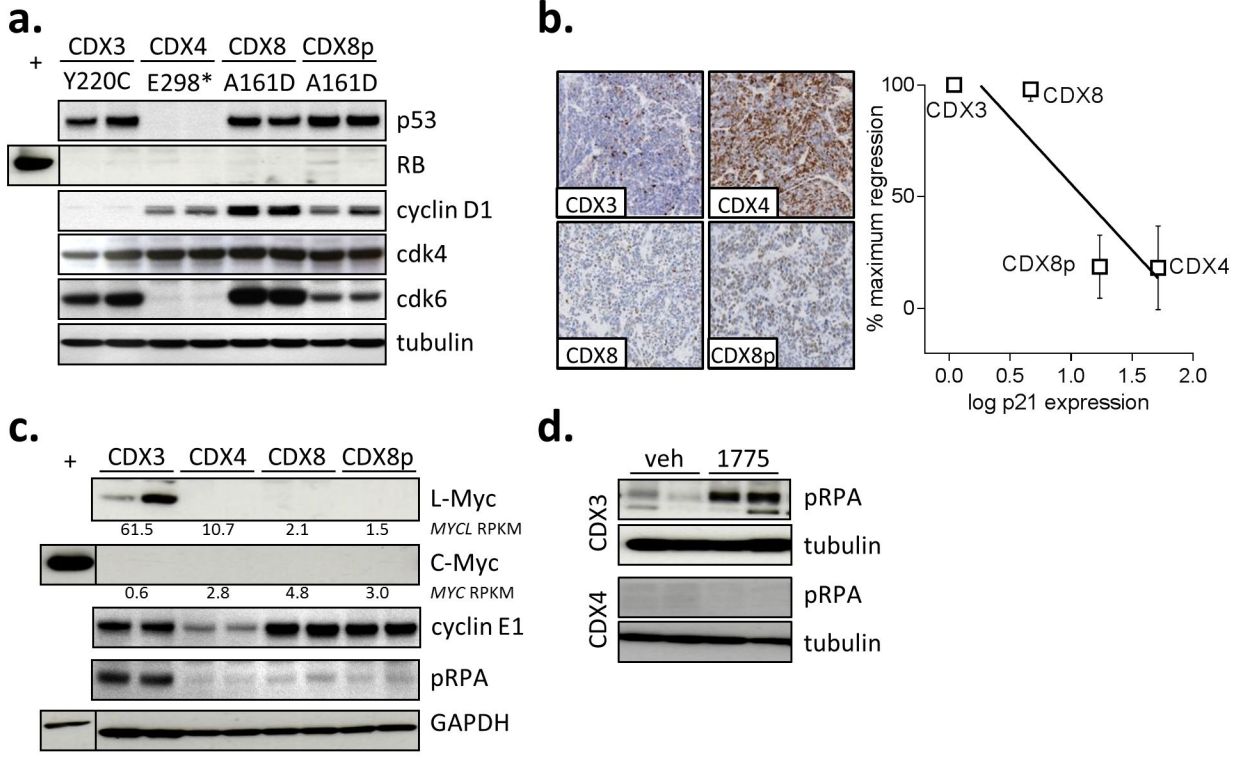 a.
CDX3 CDX4 CDX8 CDX8p
+
Y220C E298* A161D A161D
p53
RB
cyclin D1
cdk4
cdk6
tubulin
b.
CDX3 CDX4
CDX8 CDX8p
% maximum regression
100
50
0
CDX3
CDX8
CDX8p
CDX4
0.0 0.5 1.0 1.5 2.0
log p21 expression
c.
+ CDX3 CDX4 CDX8 CDX8p
L-Myc
61.5 10.7 2.1 1.5 MYCL RPKM
C-Myc
0.6 2.8 4.8 3.0 MYC RPKM
cyclin E1
pRPA
GAPDH
d.
veh 1775
CDX3
pRPA
tubulin
CDX4
pRPA
tubulin